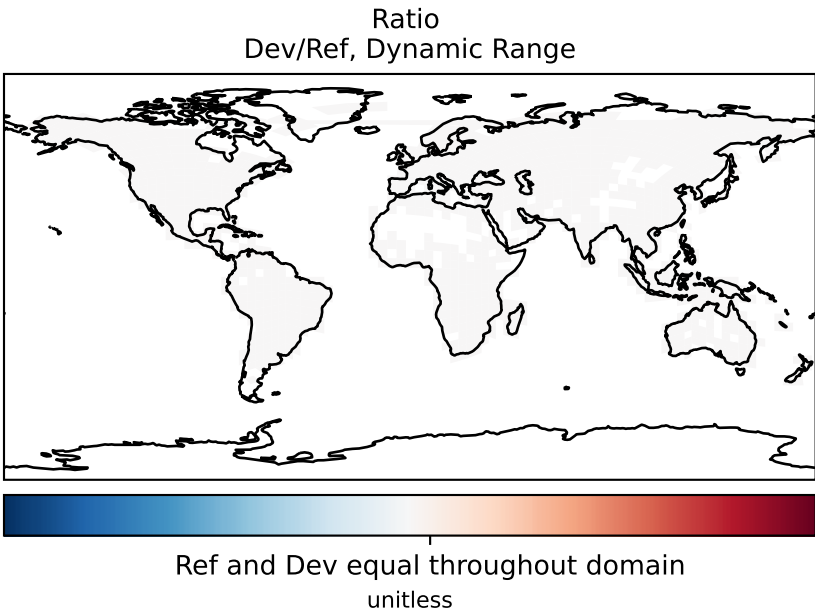 Ratio
Dev/Ref, Dynamic Range
Ref and Dev equal throughout domain
unitless